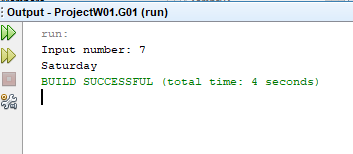 Output - ProjectW01.G01 (run)
run:
Input number: 7
Saturday
BUILD SUCCESSFUL (total time: 4 seconds)